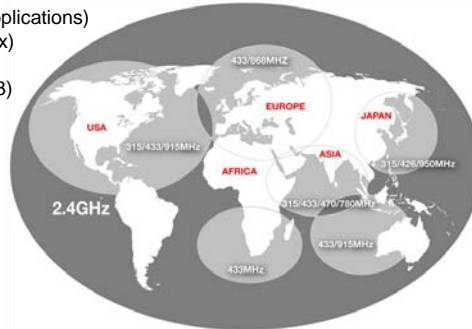 pplications)
x)
3)
433/868MHZ
EUROPE
JAPAN
USA
315/433/915MHz
ASIA
315/426/950MHz
AFRICA
2.4GHz
315/433/470/780MHz
433/915MHz
433MHz